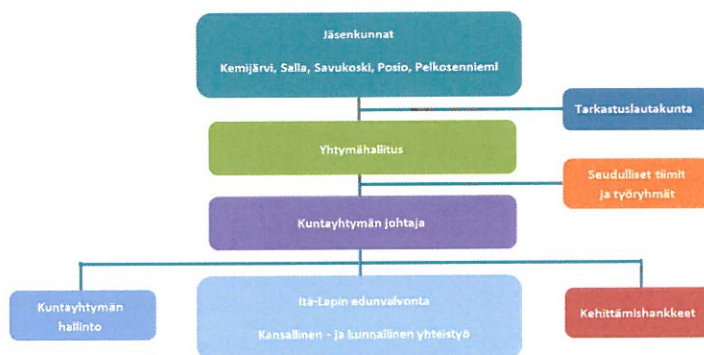 Jäsenkunnat
Kemijärvi, Salla, Savukoski, Posio, Pelkosenniemi
Tarkastuslautakunta
Yhtymähallitus
Seudulliset tiimit
ja työryhmät
Kuntayhtymän johtaja
Kuntayhtymän
hallinto
Itä-Lapin edunvalvonta
Kansallinen - ja kunnallinen yhteistyö
Kehittämishankkeet